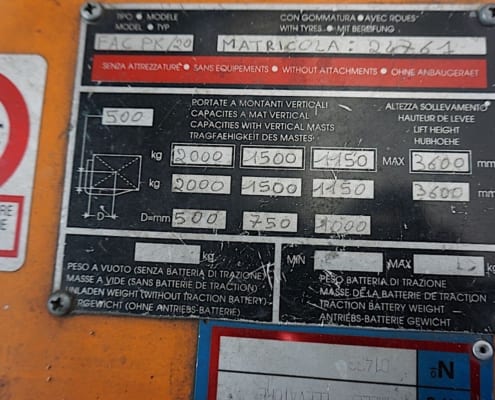 TIPO • MODELE
MODEL • TYP
CON GOMMATURA • AVEC ROUES
WITH TYRES • MIT BEREIFUNG
FAC PK/20 MATRICOLA: 24761
SENZA ATTREZZATURE • SANS EQUIPEMENTS • WITHOUT ATTACHMENTS • OHNE ANBAUGERAET
500
PORTATE A MONTANTI VERTICALI
CAPACITES A MAT VERTICAL
CAPACITIES WITH VERTICAL MASTS
TRAGFAEHIGKEIT DES MASTES
ALTEZZA SOLLEVAMENTO
HAUTEUR DE LEVEE
LIFT HEIGHT
HUBHOEHE
kg 2000 1500 1150 MAX 3600 mm
kg 2000 1500 1150 3600 mm
D D=mm 500 750 1000
kg
PESO A VUOTO (SENZA BATTERIA DI TRAZIONE)
MASSE A VIDE (SANS BATTERIE DE TRACTION)
UNLADEN WEIGHT (WITHOUT TRACTION BATTERY)
ERGEWICHT (OHNE ANTRIEBS-BATTERIE)
MIN MAX kg
PESO BATTERIA DI TRAZIONE
MASSE DE LA BATTERIE DE TRACTION
TRACTION BATTERY WEIGHT
ANTRIEBS-BATTERIE GEWICHT
RE
Nº